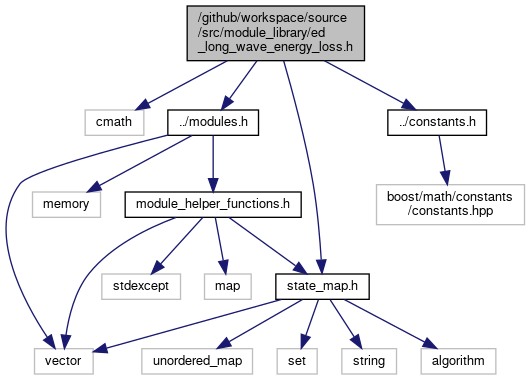 /github/workspace/source
/src/module_library/ed
_long_wave_energy_loss.h
cmath
../modules.h
../constants.h
memory
module_helper_functions.h
boost/math/constants
/constants.hpp
stdexcept
map
state_map.h
vector
unordered_map
set
string
algorithm